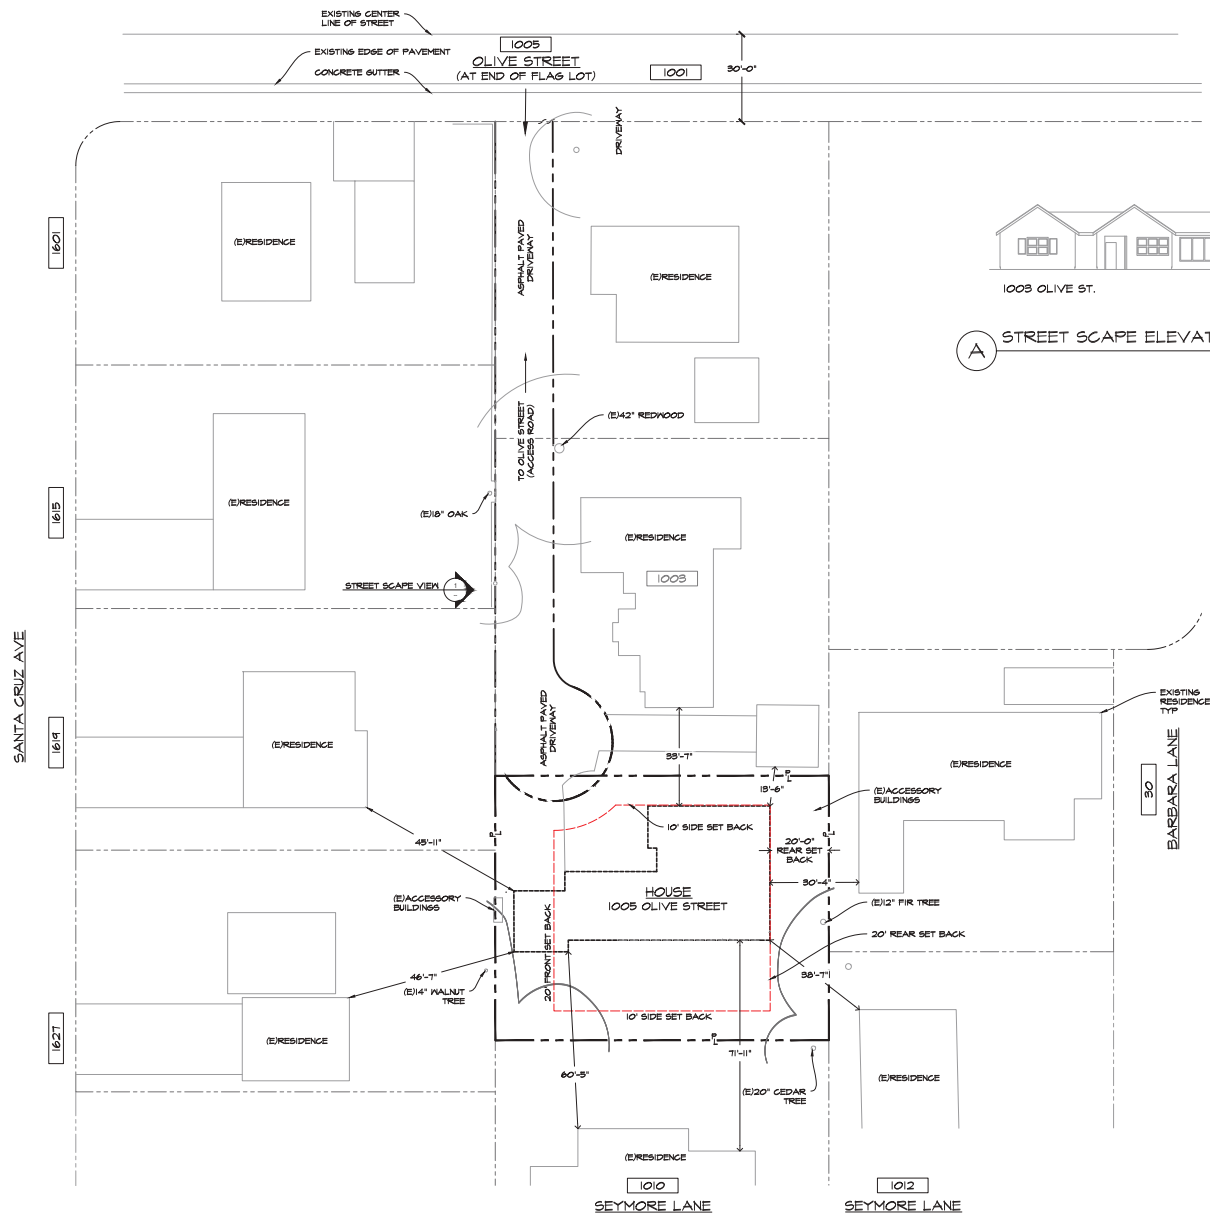 EXISTING CENTER
LINE OF STREET
EXISTING EDGE OF PAVEMENT
CONCRETE GUTTER
1005
OLIVE STREET
(AT END OF FLAG LOT)
1001
30'-0"
DRIVEWAY
1601
(E)RESIDENCE
ASPHALT PAVED
DRIVEWAY
(E)RESIDENCE
1003 OLIVE ST.
A
STREET SCAPE ELEVAT
TO OLIVE STREET
(ACCESS ROAD)
(E)42" REDWOOD
1615
(E)RESIDENCE
(E)18" OAK
(E)RESIDENCE
1003
STREET SCAPE VIEW
1
SANTA CRUZ AVE
1619
(E)RESIDENCE
ASPHALT PAVED
DRIVEWAY
33'-7"
13'-6"
P
L
EXISTING
RESIDENCE
TYP
(E)RESIDENCE
30
BARBARA LANE
(E)ACCESSORY
BUILDINGS
10' SIDE SET BACK
P
L
P
L
20'-0"
REAR SET
BACK
45'-11"
30'-4"
HOUSE
1005 OLIVE STREET
(E)ACCESSORY
BUILDINGS
(E)12" FIR TREE
20' FRONT SET BACK
20' REAR SET BACK
46'-7"
38'-7"
(E)14" WALNUT
TREE
10' SIDE SET BACK
P
L
1627
(E)RESIDENCE
71'-11"
60'-5"
(E)20" CEDAR
TREE
(E)RESIDENCE
(E)RESIDENCE
1010
SEYMORE LANE
1012
SEYMORE LANE